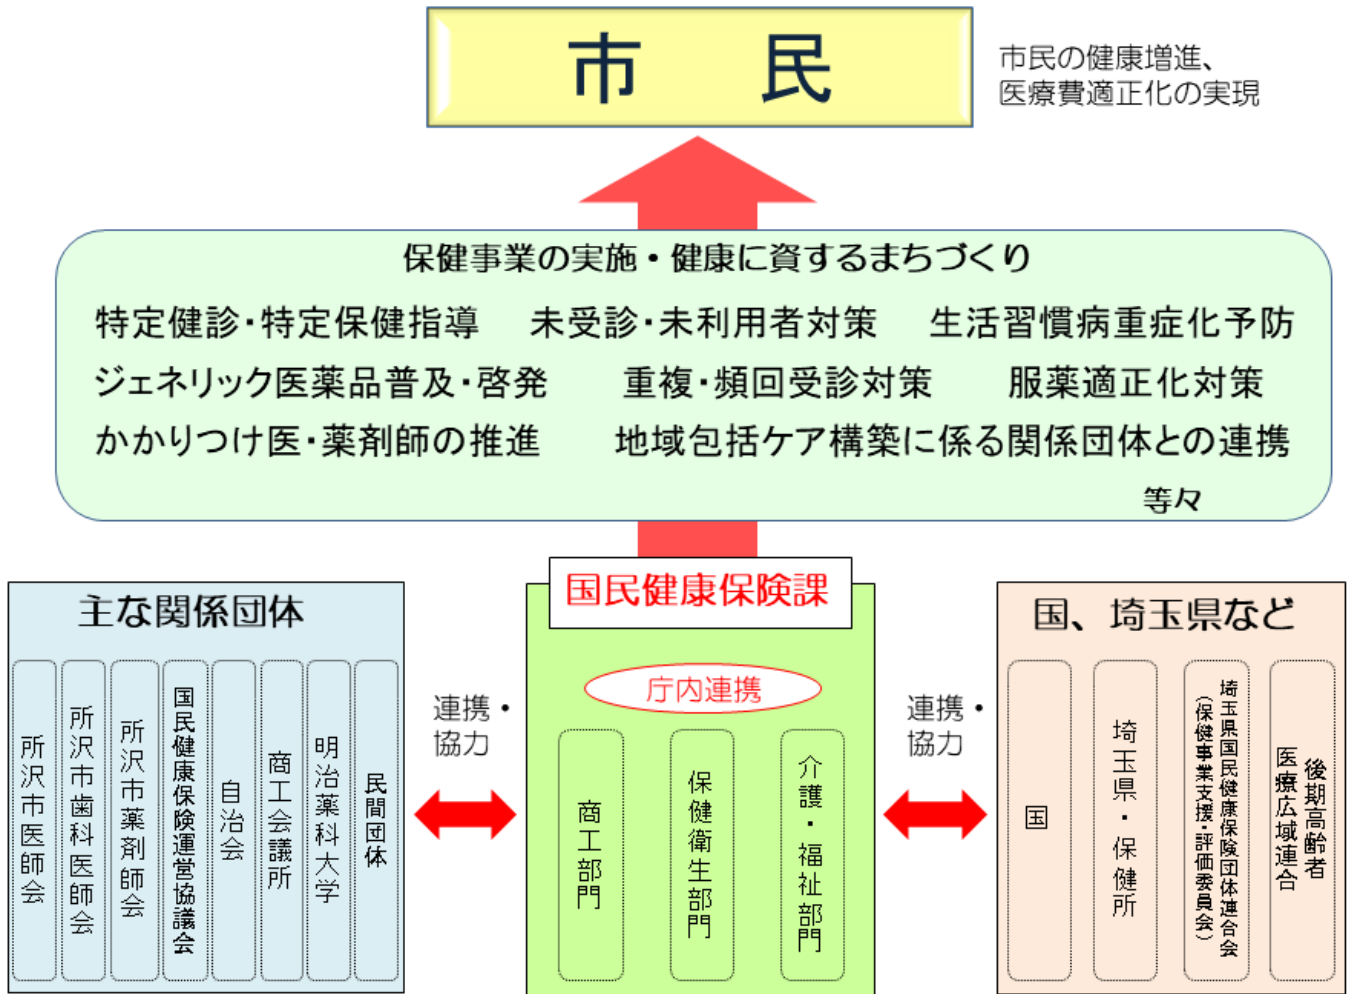 市　民
市民の健康増進、
医療費適正化の実現
保健事業の実施・健康に資するまちづくり
特定健診・特定保健指導　未受診・未利用者対策　生活習慣病重症化予防
ジェネリック医薬品普及・啓発　重複・頻回受診対策　服薬適正化対策
かかりつけ医・薬剤師の推進　地域包括ケア構築に係る関係団体との連携
等々
主な関係団体
所沢市医師会
所沢市歯科医師会
所沢市薬剤師会
国民健康保険運営協議会
自治会
商工会議所
明治薬科大学
民間団体
連携・
協力
国民健康保険課
庁内連携
商工部門
保健衛生部門
介護・福祉部門
連携・
協力
国、埼玉県など
国
埼玉県・保健所
埼玉県国民健康保険団体連合会
（保健事業支援・評価委員会）
後期高齢者
医療広域連合